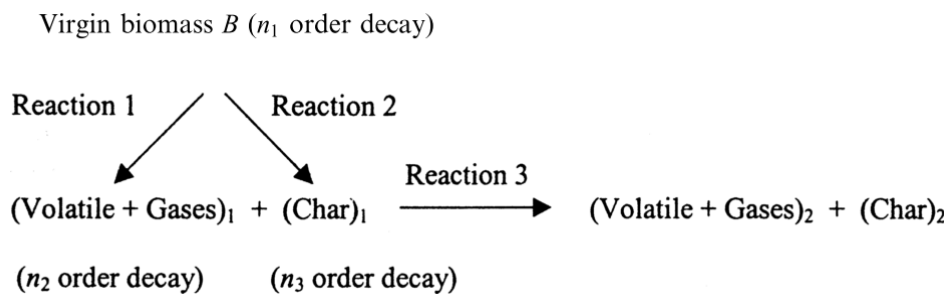 Virgin biomass B (n₁ order decay)
Reaction 1 Reaction 2
Reaction 3
(Volatile + Gases)₁ + (Char)₁ (Volatile + Gases)₂ + (Char)₂
(n₂ order decay) (n₃ order decay)